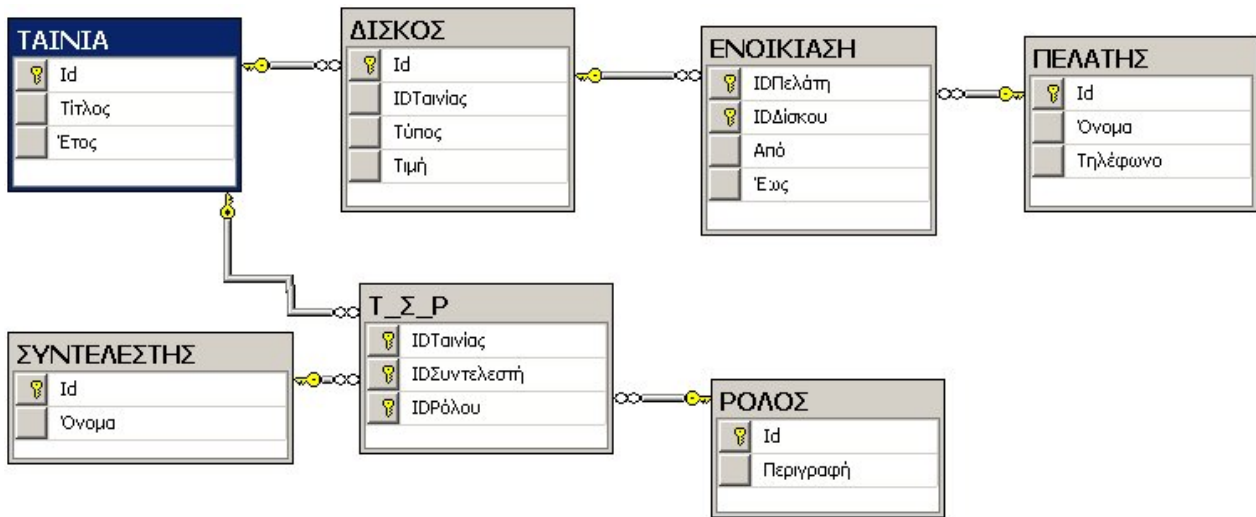 ΤΑΙΝΙΑ
Id
Τίτλος
Έτος
ΔΙΣΚΟΣ
Id
IDΤαινίας
Τύπος
Τιμή
ΕΝΟΙΚΙΑΣΗ
IDΠελάτη
IDΔίσκου
Από
Έως
ΠΕΛΑΤΗΣ
Id
Όνομα
Τηλέφωνο
ΣΥΝΤΕΛΕΣΤΗΣ
Id
Όνομα
Τ_Σ_Ρ
IDΤαινίας
IDΣυντελεστή
IDΡόλου
ΡΟΛΟΣ
Id
Περιγραφή